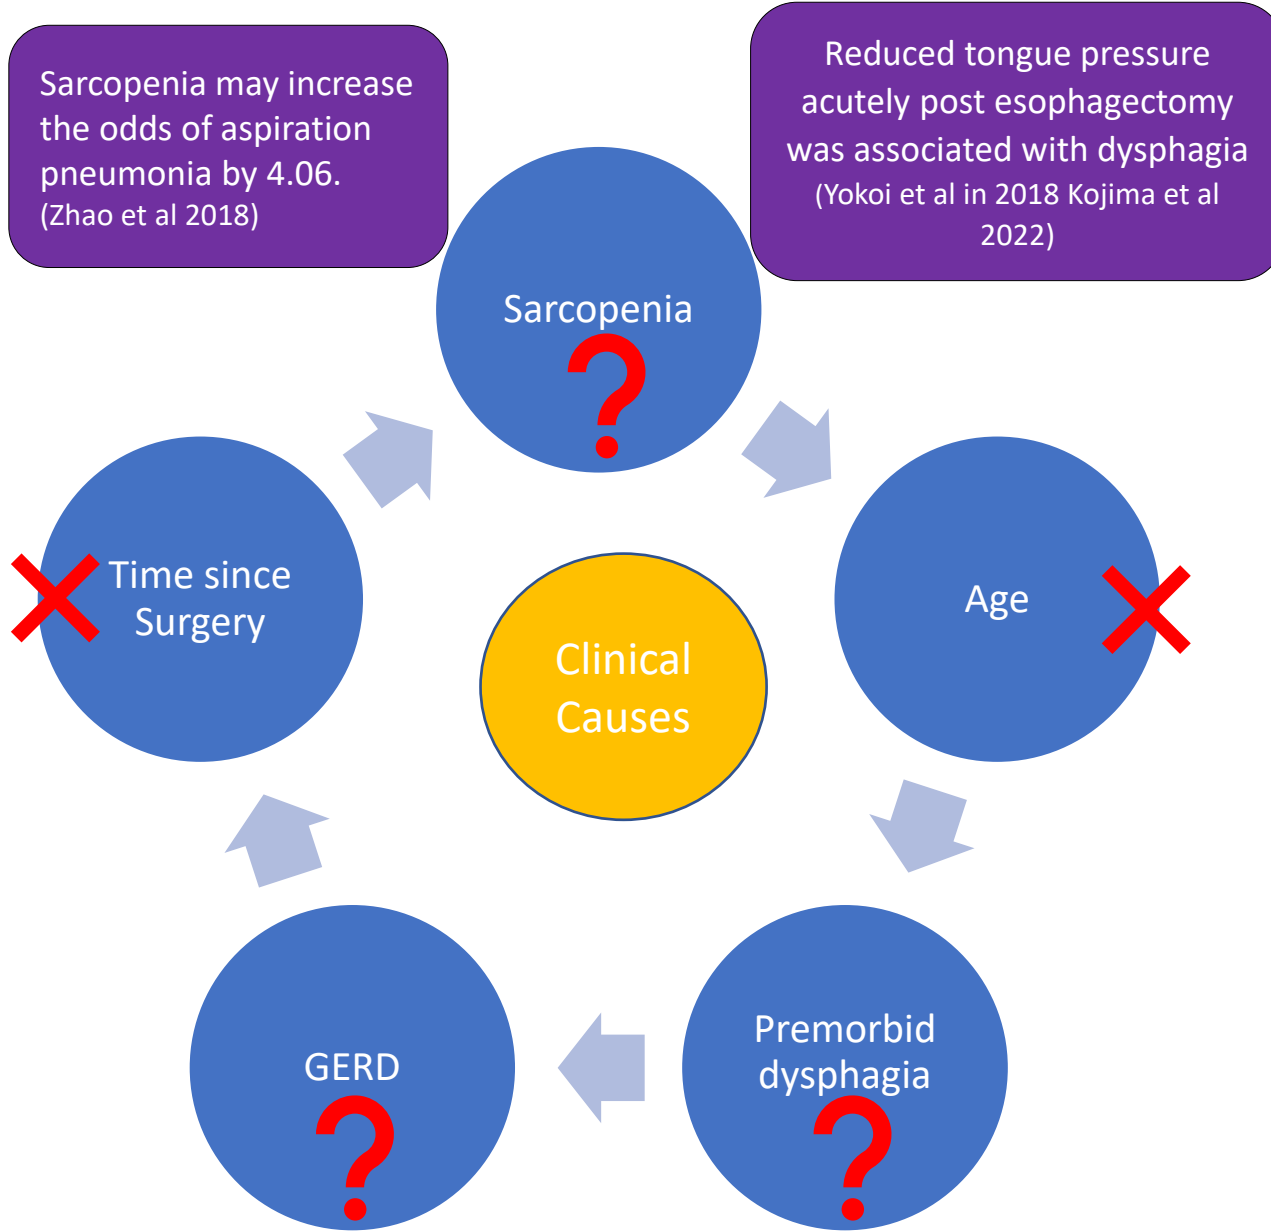 Sarcopenia may increase
the odds of aspiration
pneumonia by 4.06.
(Zhao et al 2018)
Reduced tongue pressure
acutely post esophagectomy
was associated with dysphagia
(Yokoi et al in 2018 Kojima et al
2022)
Sarcopenia
?
Time since
Surgery
Age
Clinical
Causes
GERD
?
Premorbid
dysphagia
?